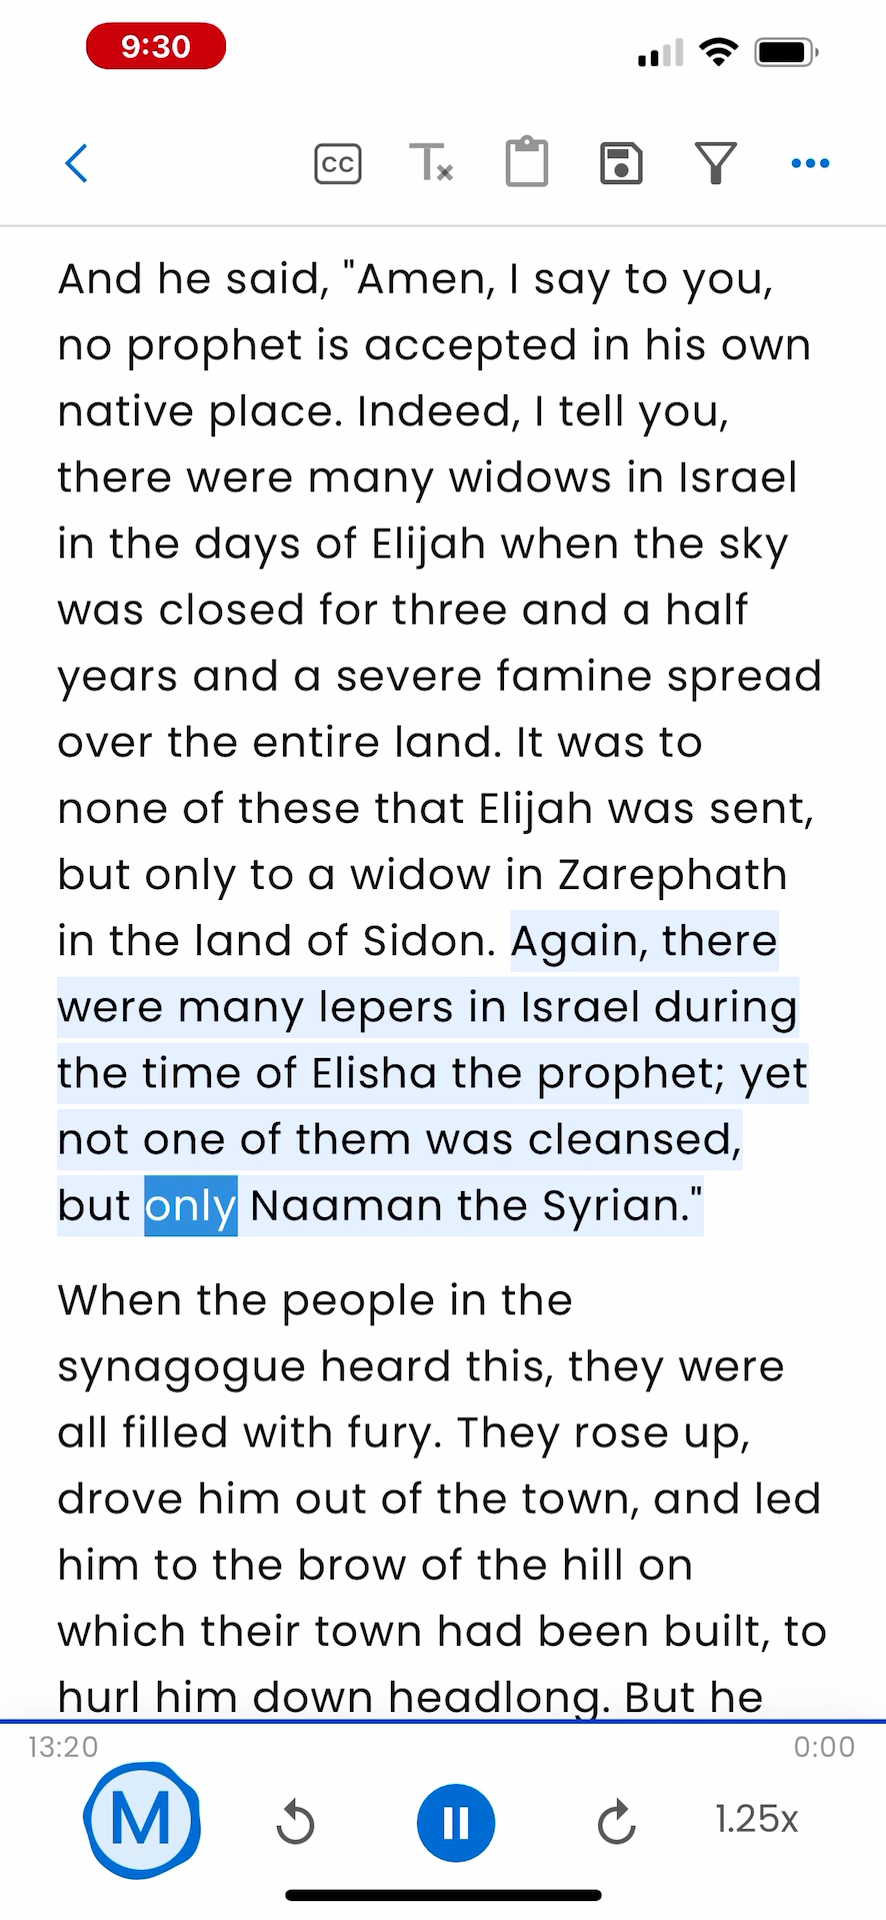 9:30
CC
Tx
And he said, "Amen, I say to you,
no prophet is accepted in his own
native place. Indeed, I tell you,
there were many widows in Israel
in the days of Elijah when the sky
was closed for three and a half
years and a severe famine spread
over the entire land. It was to
none of these that Elijah was sent,
but only to a widow in Zarephath
in the land of Sidon. Again, there
were many lepers in Israel during
the time of Elisha the prophet; yet
not one of them was cleansed,
but only Naaman the Syrian."
When the people in the
synagogue heard this, they were
all filled with fury. They rose up,
drove him out of the town, and led
him to the brow of the hill on
which their town had been built, to
hurl him down headlong. But he
13:20 0:00
M 1.25x